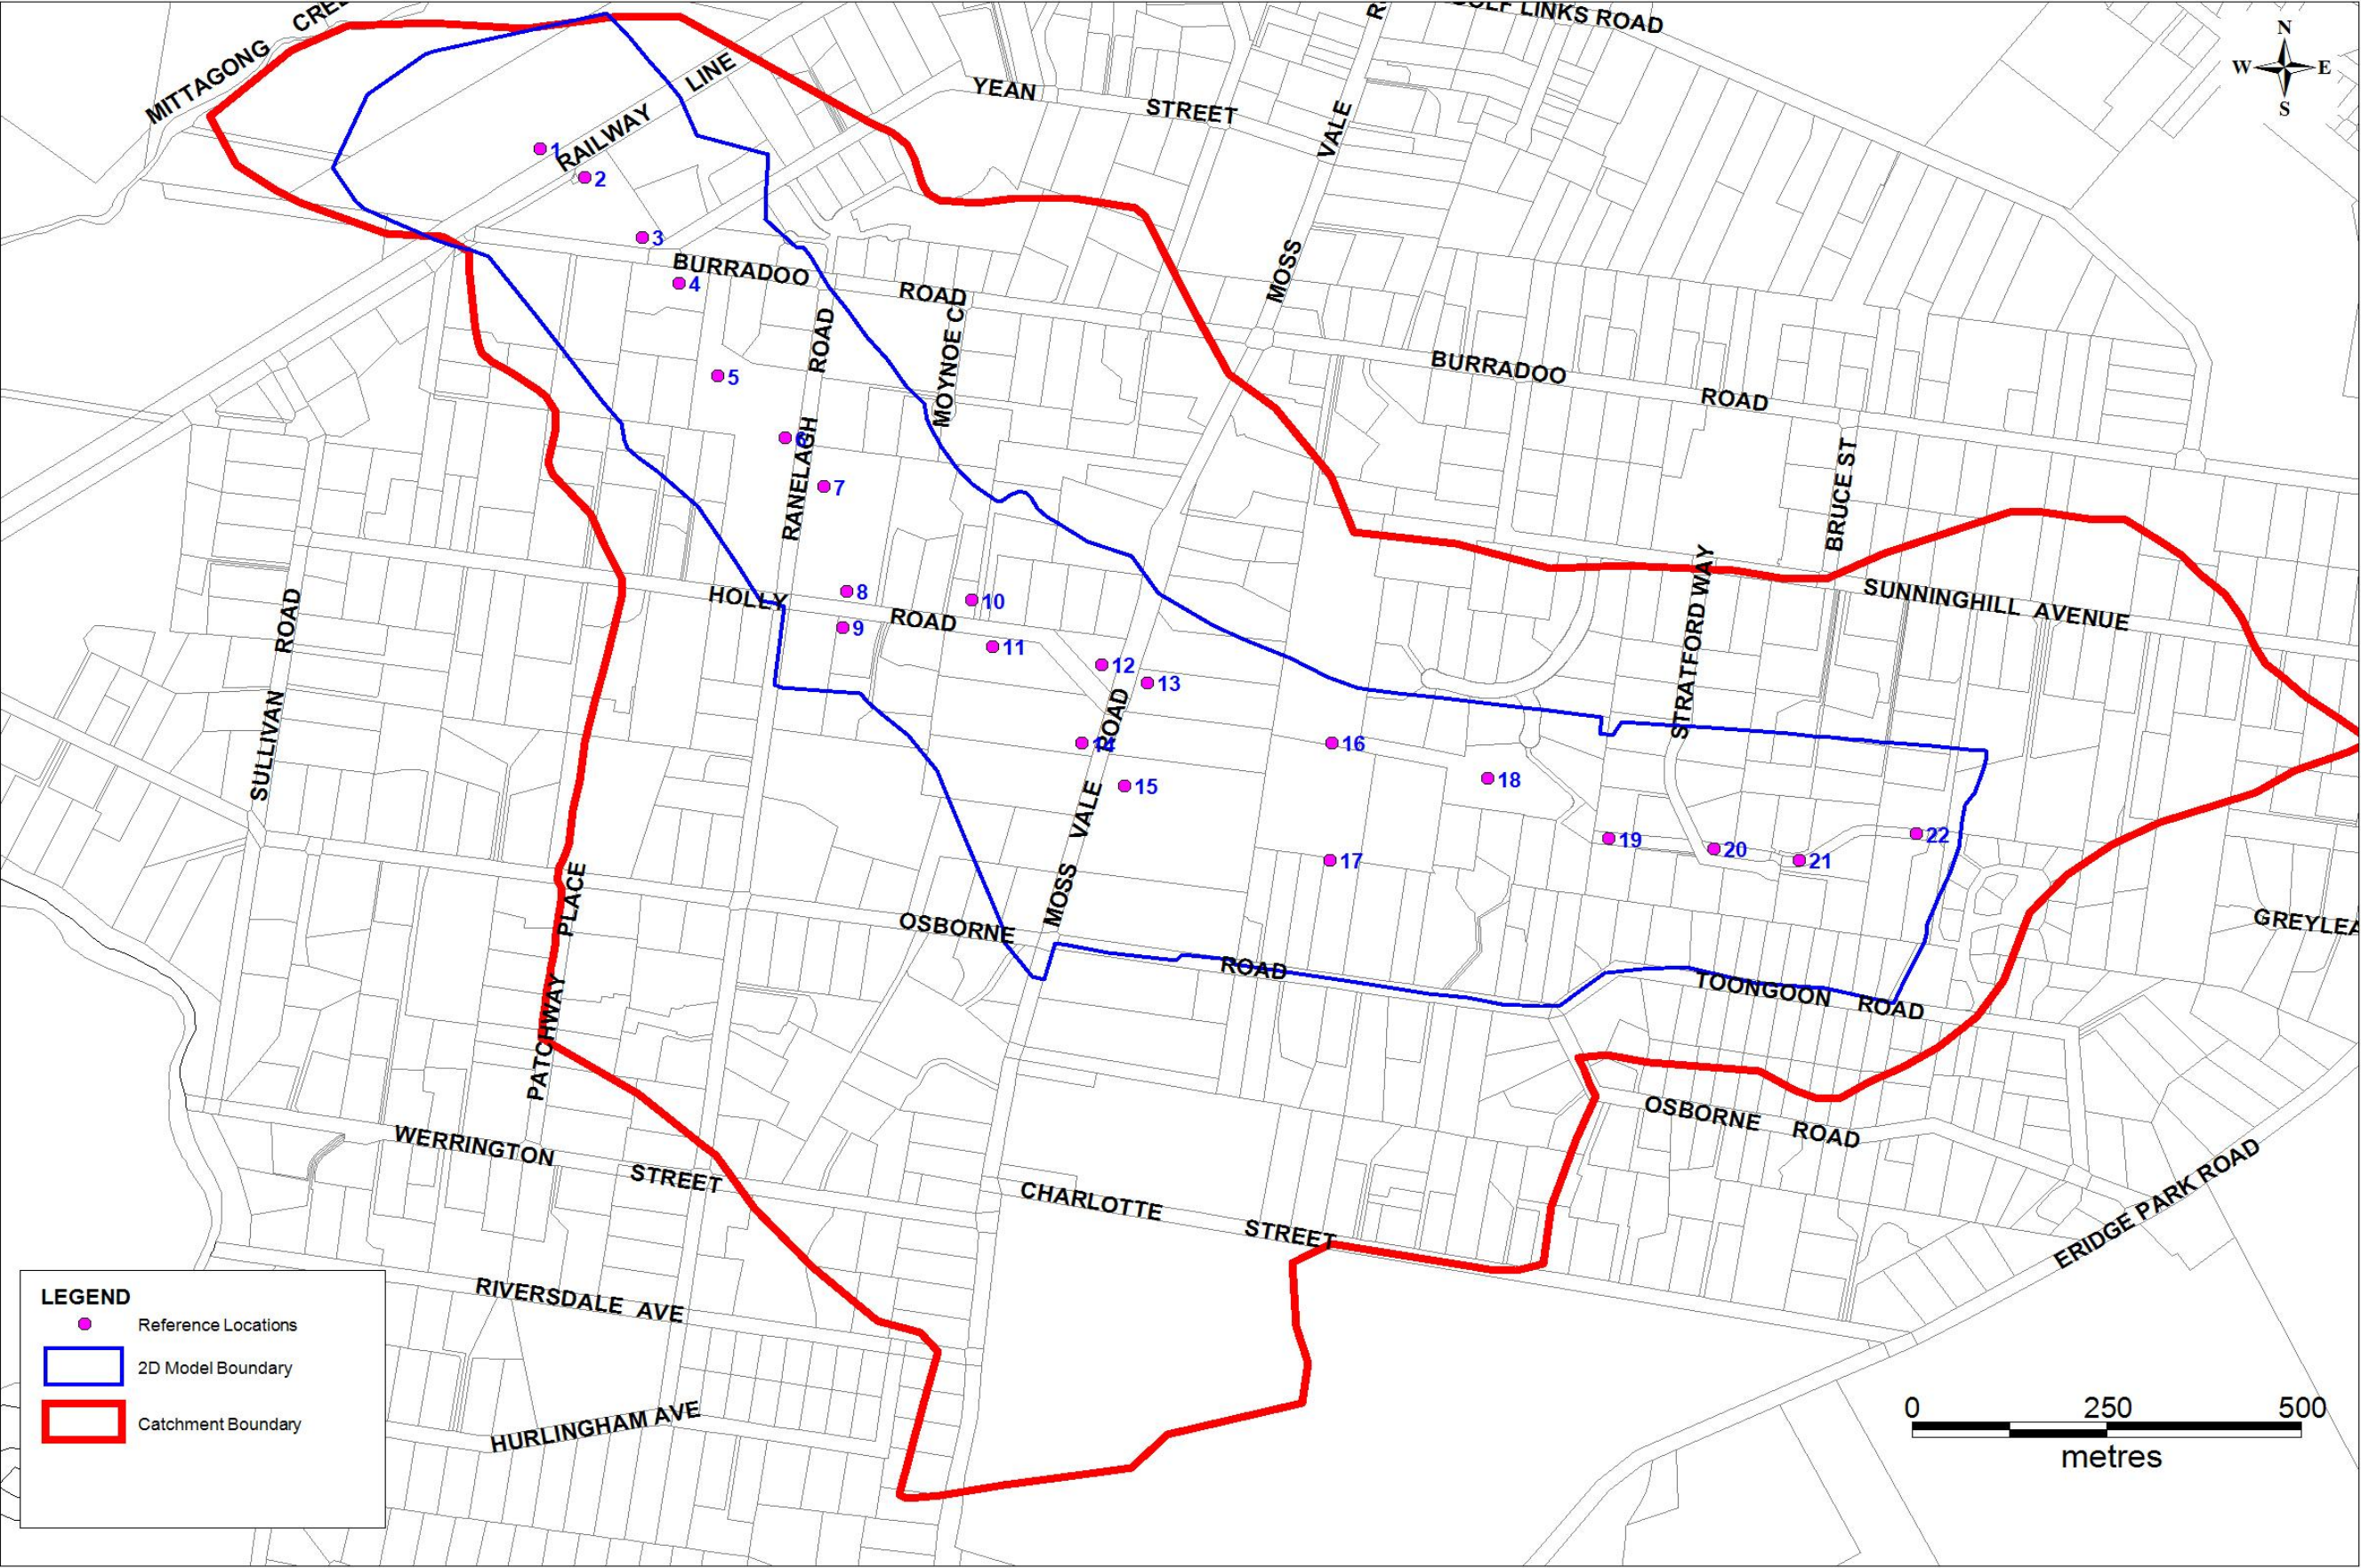 MITTAGONG
GOLF LINKS ROAD
N
W E
S
RAILWAY LINE
YEAN STREET
MOSS VALE
1
2
3
BURRADOO ROAD
4
MOYNOE CL
RANELAGH ROAD
5
6
7
BURRADOO ROAD
BRUCE ST
STRATFORD WAY
SUNNINGHILL AVENUE
SULLIVAN ROAD
HOLLY ROAD
8
9
10
11
12
13
14
15
16
17
18
19
20
21
22
MOSS VALE ROAD
PATCHWAY PLACE
OSBORNE ROAD
TOONGOON ROAD
OSBORNE ROAD
WERRINGTON STREET
CHARLOTTE STREET
ERIDGE PARK ROAD
RIVERSDALE AVE
HURLINGHAM AVE
LEGEND
Reference Locations
2D Model Boundary
Catchment Boundary
0 250 500
metres